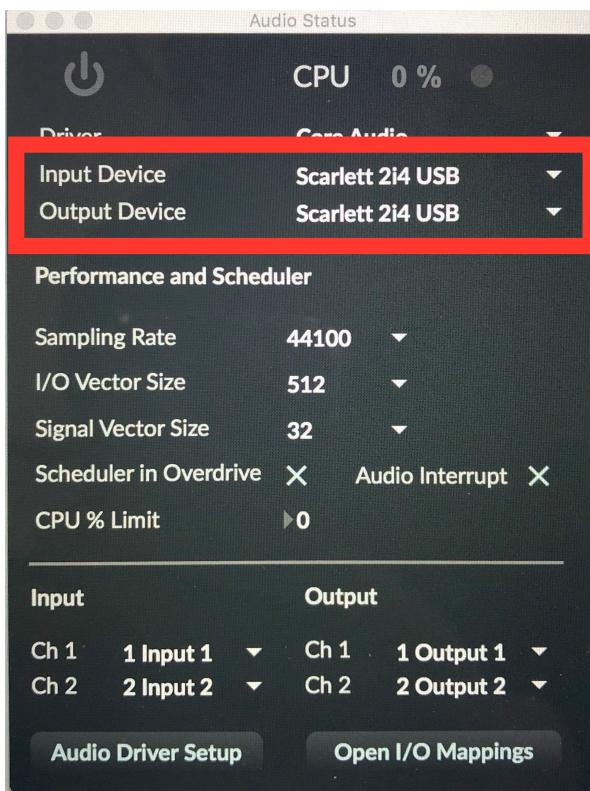 Audio Status
CPU 0 %
Driver Core Audio
Input Device Scarlett 2i4 USB
Output Device Scarlett 2i4 USB
Performance and Scheduler
Sampling Rate 44100
I/O Vector Size 512
Signal Vector Size 32
Scheduler in Overdrive X Audio Interrupt X
CPU % Limit 0
Input Output
Ch 1 1 Input 1 Ch 1 1 Output 1
Ch 2 2 Input 2 Ch 2 2 Output 2
Audio Driver Setup Open I/O Mappings